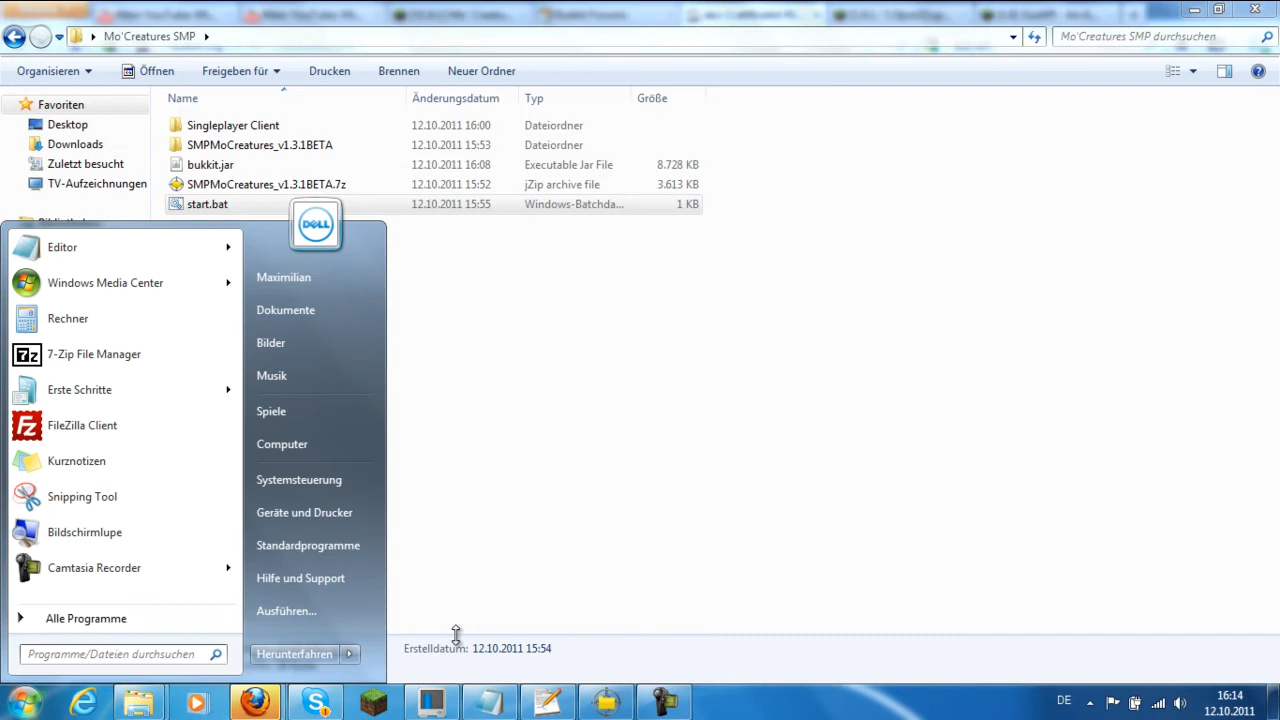 Mo'Creatures SMP
Mo'Creatures SMP durchsuchen
Organisieren Öffnen Freigeben für Drucken Brennen Neuer Ordner
Name Änderungsdatum Typ Größe
Favoriten
Desktop
Downloads
Zuletzt besucht
TV-Aufzeichnungen
Singleplayer Client 12.10.2011 16:00 Dateiordner
SMPMoCreatures_v1.3.1BETA 12.10.2011 15:53 Dateiordner
bukkit.jar 12.10.2011 16:08 Executable Jar File 8.728 KB
SMPMoCreatures_v1.3.1BETA.7z 12.10.2011 15:52 jZip archive file 3.613 KB
start.bat 12.10.2011 15:55 Windows-Batchda... 1 KB
DELL
Editor
Windows Media Center
Rechner
7z 7-Zip File Manager
Erste Schritte
Fz FileZilla Client
Kurznotizen
Snipping Tool
Bildschirmlupe
Camtasia Recorder
Alle Programme
Programme/Dateien durchsuchen
Maximilian
Dokumente
Bilder
Musik
Spiele
Computer
Systemsteuerung
Geräte und Drucker
Standardprogramme
Hilfe und Support
Ausführen...
Herunterfahren
Erstelldatum: 12.10.2011 15:54
DE
16:14
12.10.2011